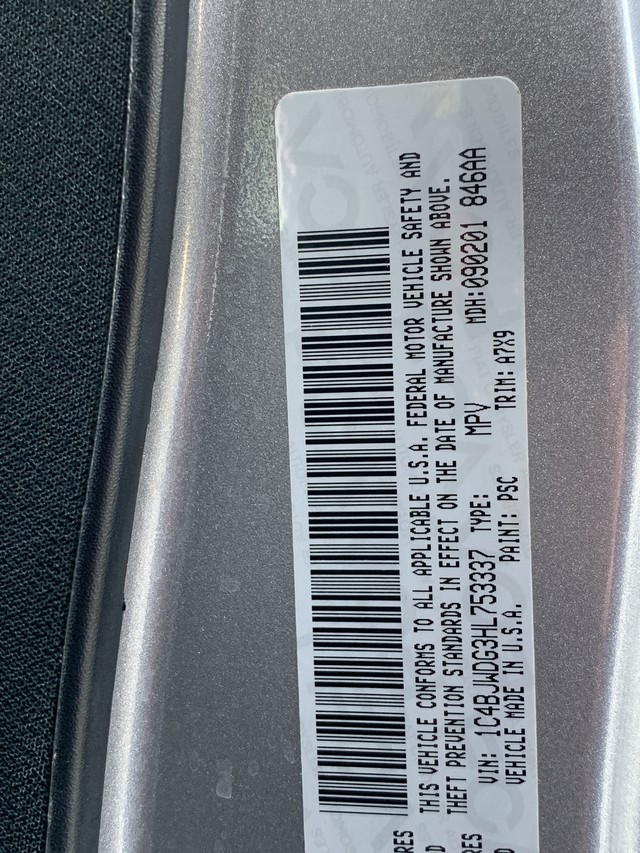 THIS VEHICLE CONFORMS TO ALL APPLICABLE U.S.A. FEDERAL MOTOR VEHICLE SAFETY AND
THEFT PREVENTION STANDARDS IN EFFECT ON THE DATE OF MANUFACTURE SHOWN ABOVE.
VIN: 1C4BJWDG3HL753337 TYPE: MPV MDH:090201 846AA
VEHICLE MADE IN U.S.A. PAINT: PSC TRIM: A7X9